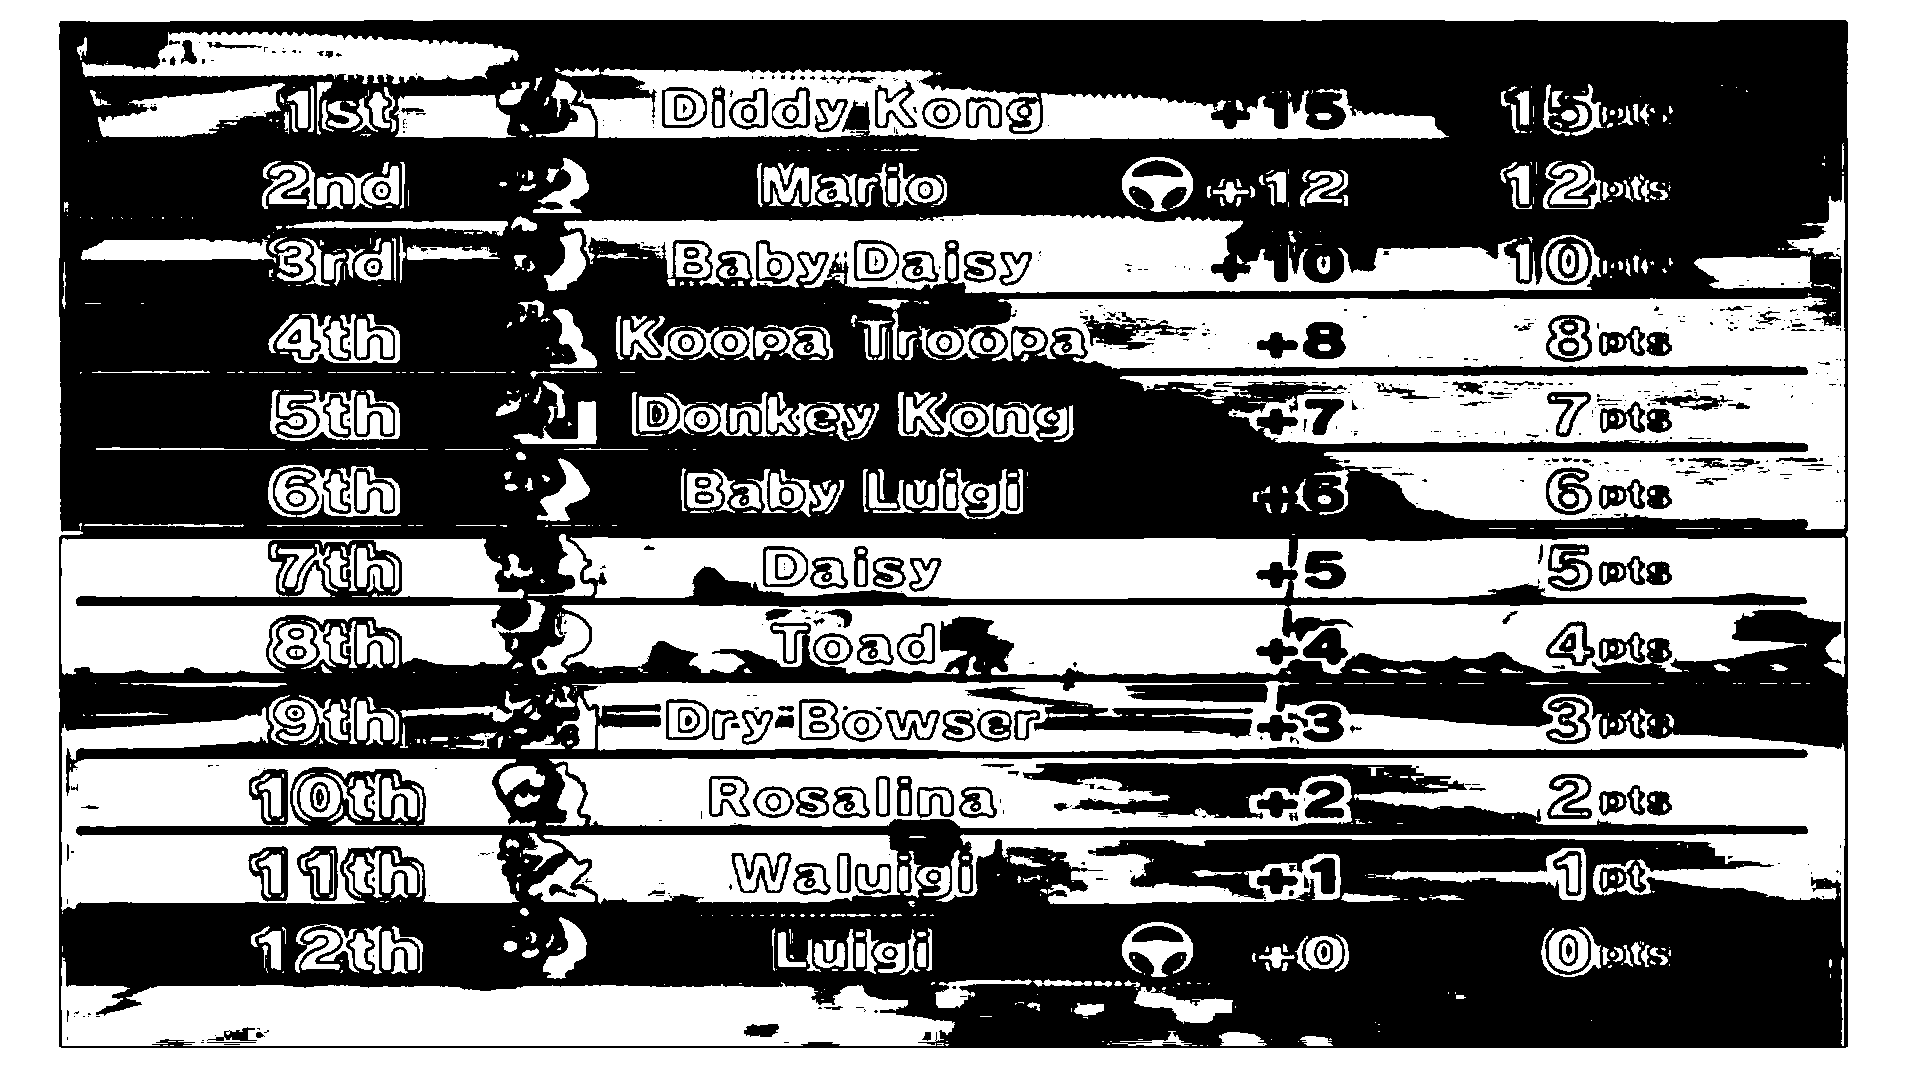 1st Diddy Kong +15 15pts
2nd Mario +12 12pts
3rd Baby Daisy +10 10pts
4th Koopa Troopa +8 8pts
5th Donkey Kong +7 7pts
6th Baby Luigi +6 6pts
7th Daisy +5 5pts
8th Toad +4 4pts
9th Dry Bowser +3 3pts
10th Rosalina +2 2pts
11th Waluigi +1 1pt
12th Luigi +0 0pts